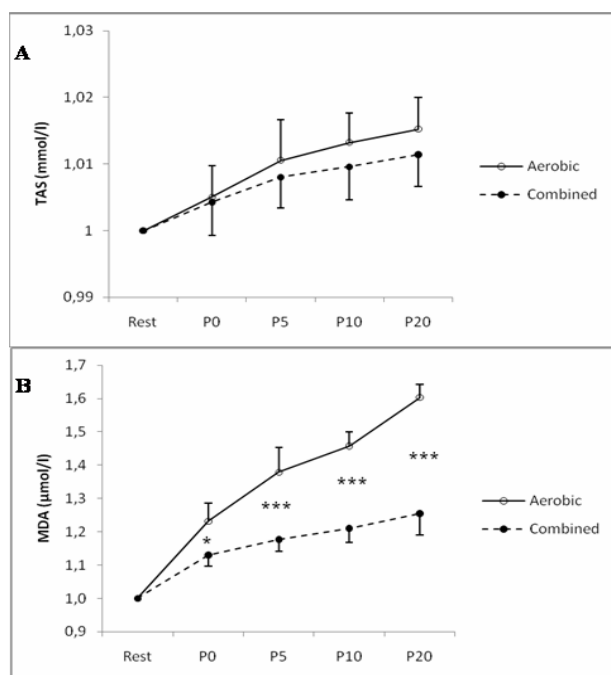 A
1,03
1,02
1,01
1
0,99
TAS (mmol/l)
Rest P0 P5 P10 P20
Aerobic
Combined
B
1,7
1,6
1,5
1,4
1,3
1,2
1,1
1,0
0,9
MDA (µmol/l)
*
***
***
***
Rest P0 P5 P10 P20
Aerobic
Combined